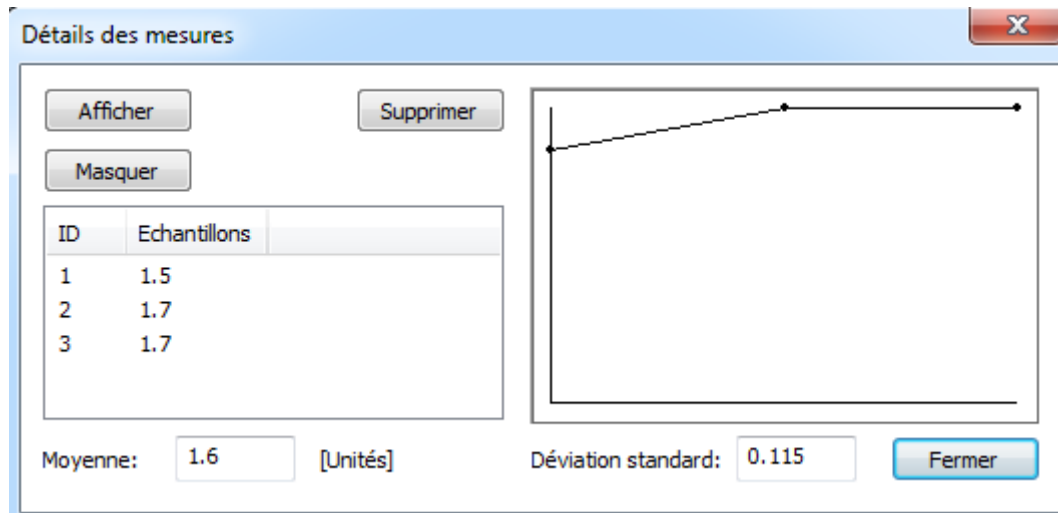 Détails des mesures
Afficher
Supprimer
Masquer
ID Echantillons
1 1.5
2 1.7
3 1.7
Moyenne: 1.6 [Unités]
Déviation standard: 0.115
Fermer